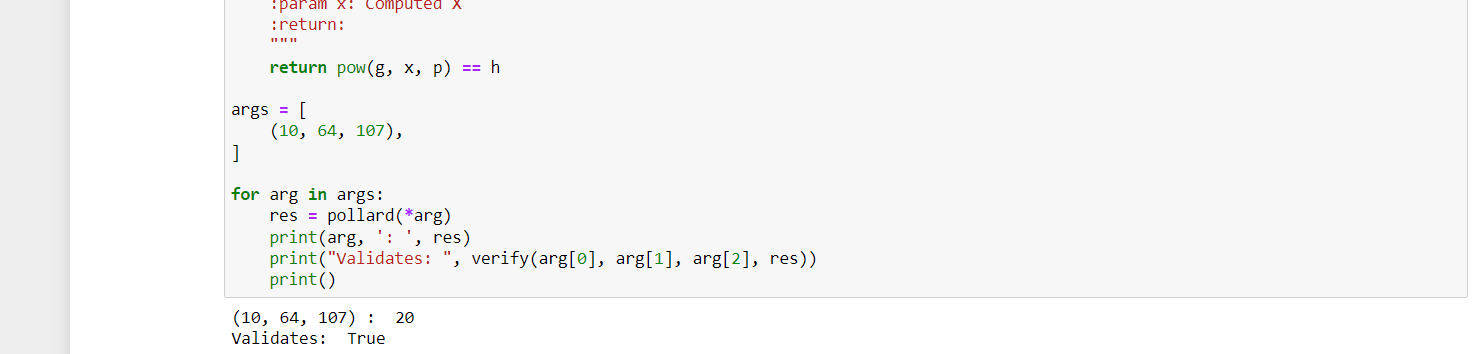 :param x: Computed X
:return:
"""
return pow(g, x, p) == h
args = [
(10, 64, 107),
]
for arg in args:
res = pollard(*arg)
print(arg, ': ', res)
print("Validates: ", verify(arg[0], arg[1], arg[2], res))
print()
(10, 64, 107) :  20
Validates:  True